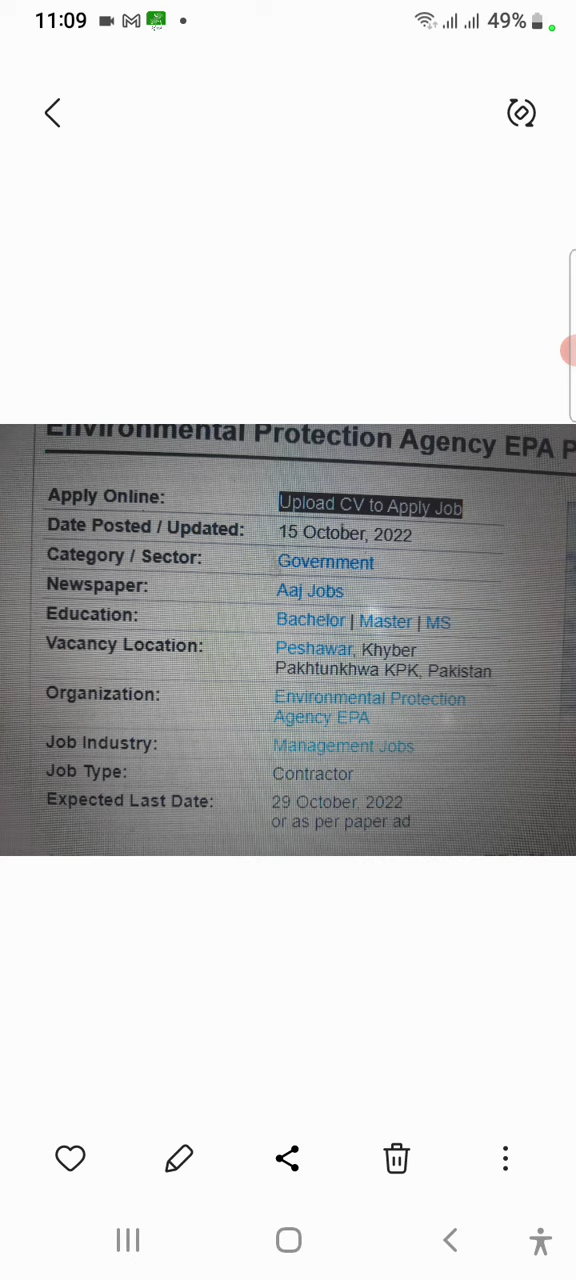 11:09
49%
Environmental Protection Agency EPA P
Apply Online: Upload CV to Apply Job
Date Posted / Updated: 15 October, 2022
Category / Sector: Government
Newspaper: Aaj Jobs
Education: Bachelor | Master | MS
Vacancy Location: Peshawar, Khyber
Pakhtunkhwa KPK, Pakistan
Organization: Environmental Protection
Agency EPA
Job Industry: Management Jobs
Job Type: Contractor
Expected Last Date: 29 October, 2022
or as per paper ad